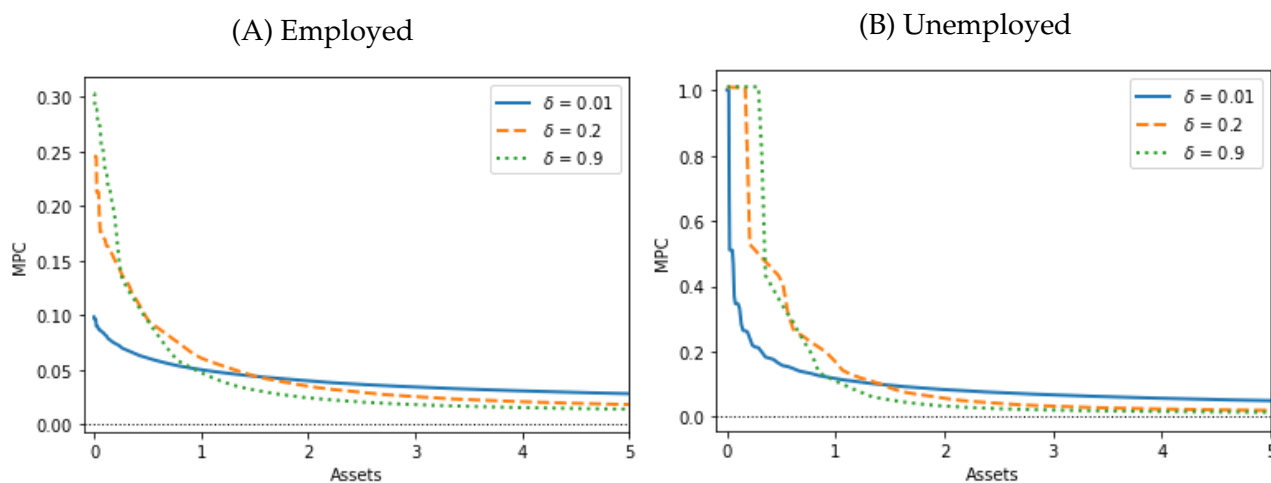 (A) Employed
0.30
0.25
0.20
0.15
0.10
0.05
0.00
MPC
0
1
2
3
4
5
Assets
δ = 0.01
δ = 0.2
δ = 0.9
(B) Unemployed
1.0
0.8
0.6
0.4
0.2
0.0
MPC
0
1
2
3
4
5
Assets
δ = 0.01
δ = 0.2
δ = 0.9